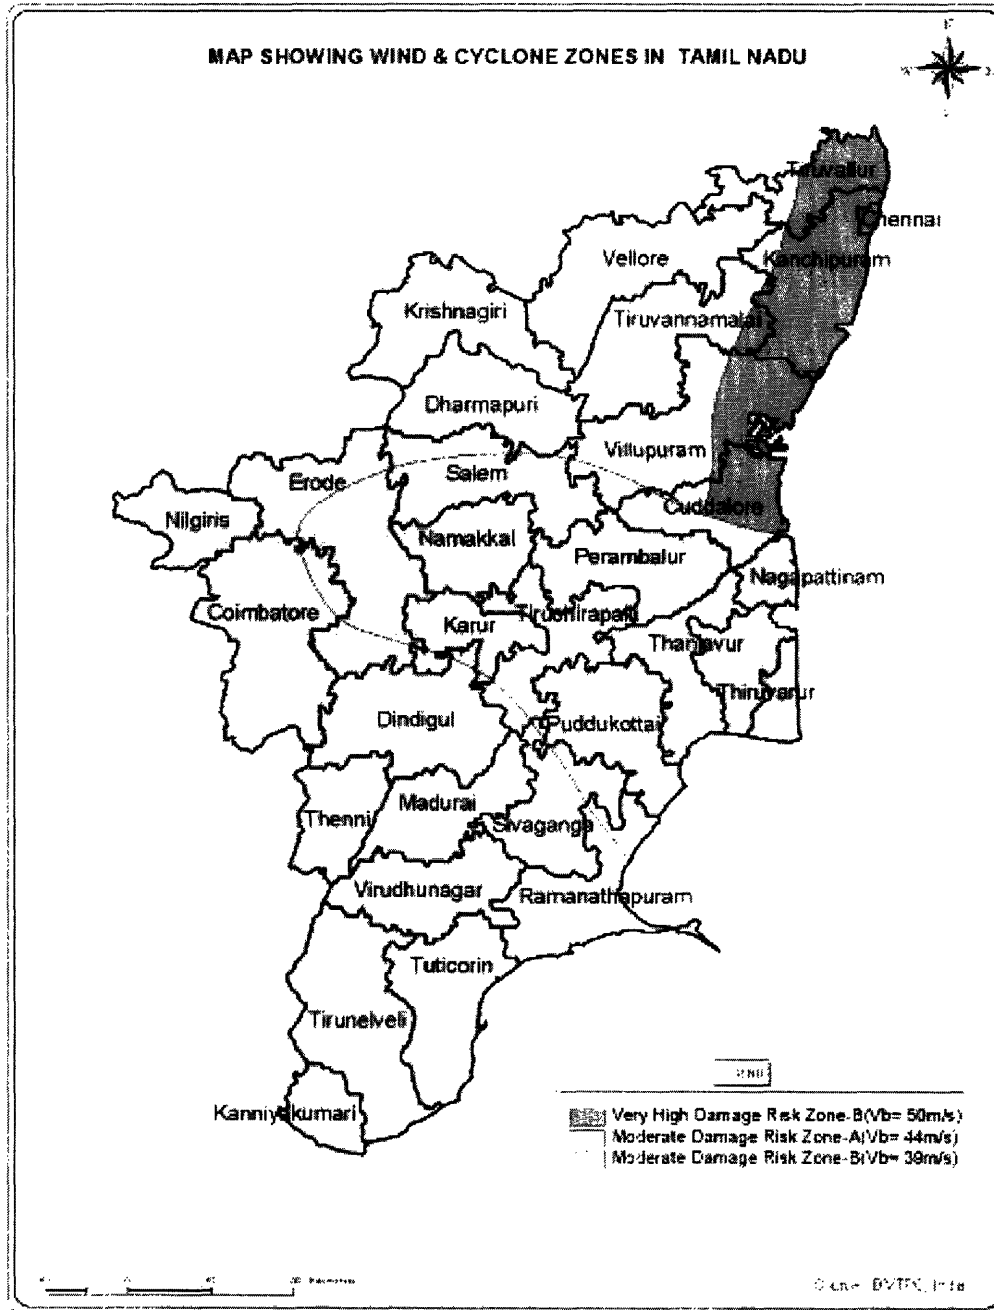 MAP SHOWING WIND & CYCLONE ZONES IN TAMIL NADU
Tiruvallur
Chennai
Vellore
Kanchipuram
Krishnagiri
Tiruvannamalai
Dharmapuri
Villupuram
Salem
Erode
Cuddalore
Nilgiris
Namakkal
Perambalur
Nagapattinam
Coimbatore
Karur
Tiruchirapalli
Thanjavur
Thiruvarur
Dindigul
Puddukottai
Madurai
Thenni
Sivaganga
Virudhunagar
Ramanathapuram
Tuticorin
Tirunelveli
Kanniyakumari
Very High Damage Risk Zone-B(Vb= 50m/s)
Moderate Damage Risk Zone-A(Vb= 44m/s)
Moderate Damage Risk Zone-B(Vb= 39m/s)